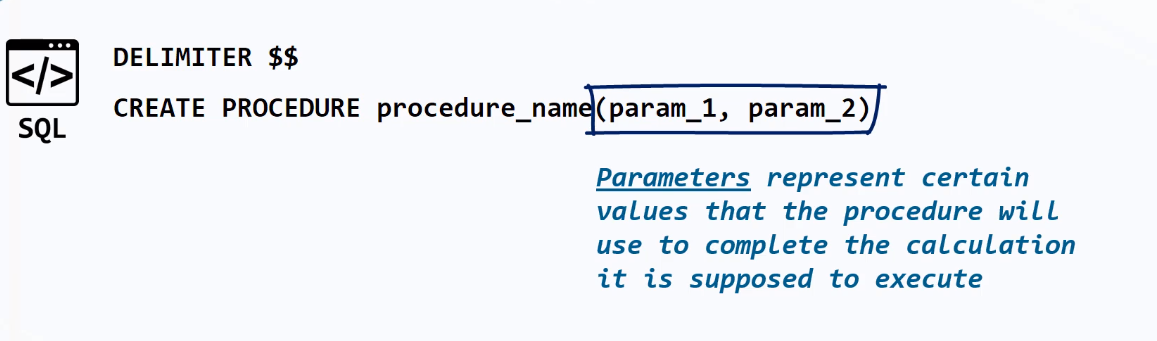 DELIMITER $$
</>
CREATE PROCEDURE procedure_name(param_1, param_2)
SQL
Parameters represent certain
values that the procedure will
use to complete the calculation
it is supposed to execute